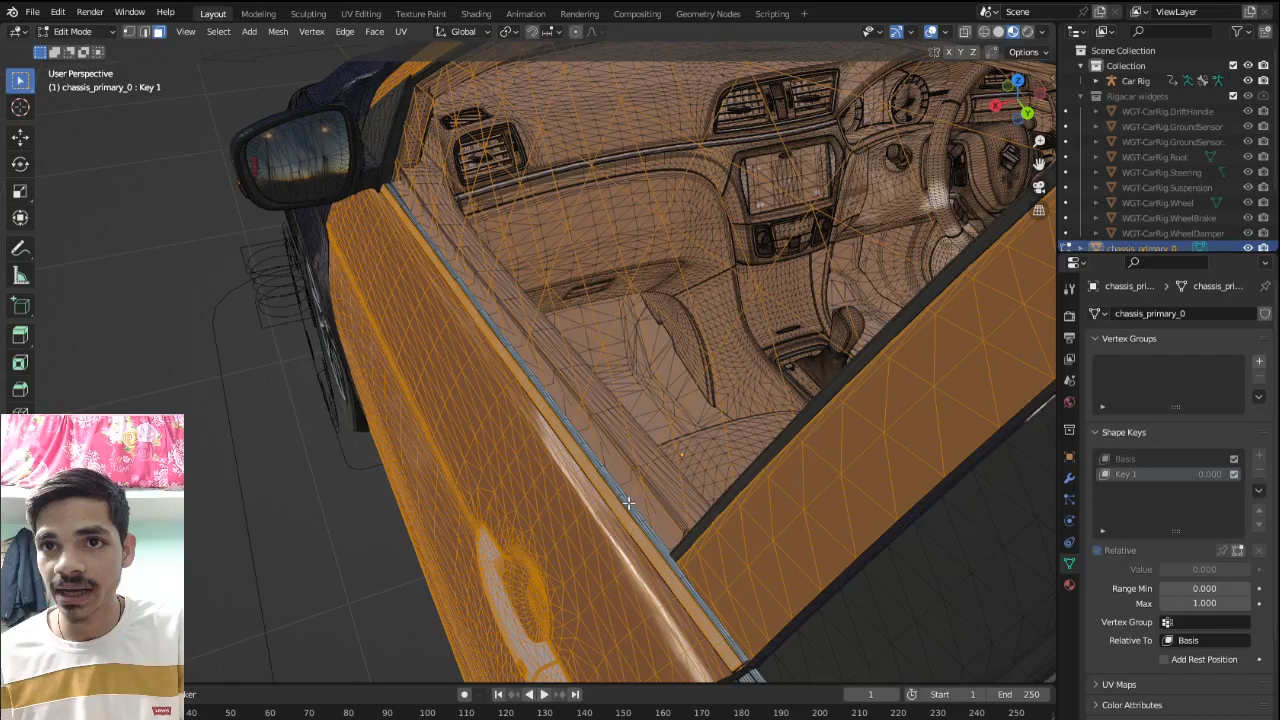 File Edit Render Window Help Layout Modeling Sculpting UV Editing Texture Paint Shading Animation Rendering Compositing Geometry Nodes Scripting + Scene ViewLayer
Edit Mode View Select Add Mesh Vertex Edge Face UV Global
X Y Z Options
User Perspective
(1) chassis_primary_0 : Key 1
Z
X
Y
Scene Collection
Collection
Car Rig
Rigacar widgets
WGT-CarRig.DriftHandle
WGT-CarRig.GroundSensor
WGT-CarRig.GroundSensor.
WGT-CarRig.Root
WGT-CarRig.Steering
WGT-CarRig.Suspension
WGT-CarRig.Wheel
WGT-CarRig.WheelBrake
WGT-CarRig.WheelDamper
chassis_primary_0
chassis_pri... chassis_pri...
chassis_primary_0
Vertex Groups
Shape Keys
Basis
Key 1 0.000
Relative
Value 0.000
Range Min 0.000
Max 1.000
Vertex Group
Relative To Basis
Add Rest Position
UV Maps
Color Attributes
Levi's
rker 1 Start 1 End 250
40 50 60 70 80 90 100 110 120 130 140 150 160 170 180 190 200 210 220 230 240 250